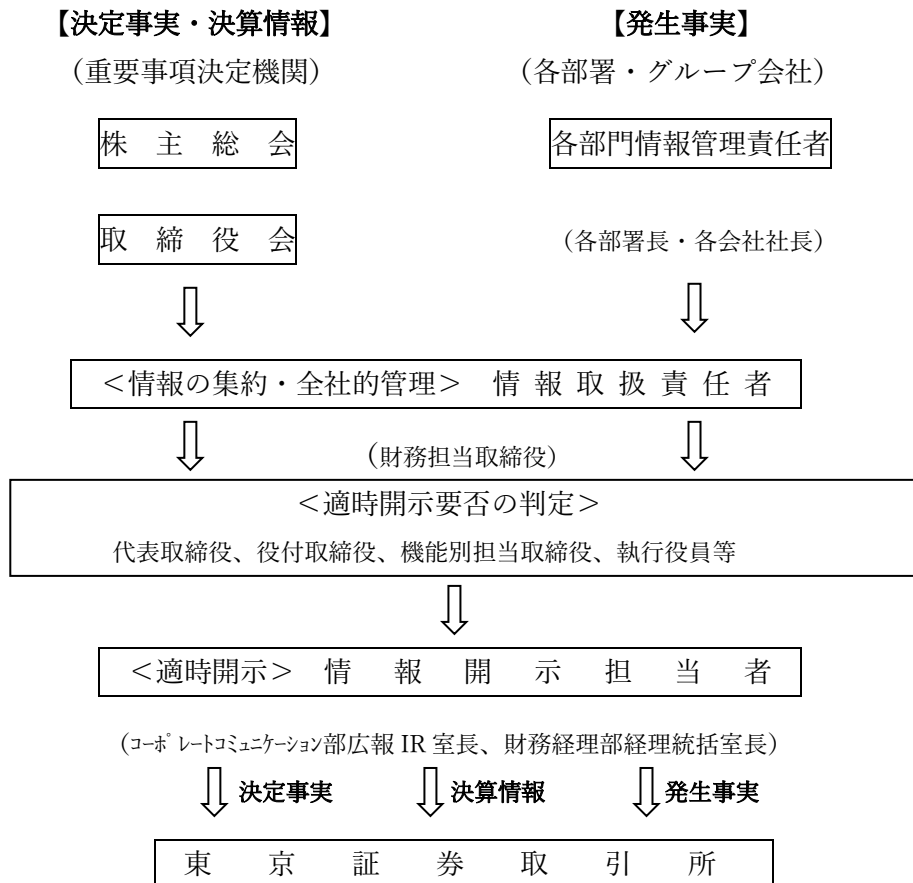 【決定事実・決算情報】 【発生事実】
(重要事項決定機関) (各部署・グループ会社)
株主総会 各部門情報管理責任者
取締役会 (各部署長・各会社社長)
<情報の集約・全社的管理> 情報取扱責任者
(財務担当取締役)
<適時開示要否の判定>
代表取締役、役付取締役、機能別担当取締役、執行役員等
<適時開示> 情報開示担当者
(コーポレートコミュニケーション部広報 IR 室長、財務経理部経理統括室長)
決定事実 決算情報 発生事実
東京証券取引所